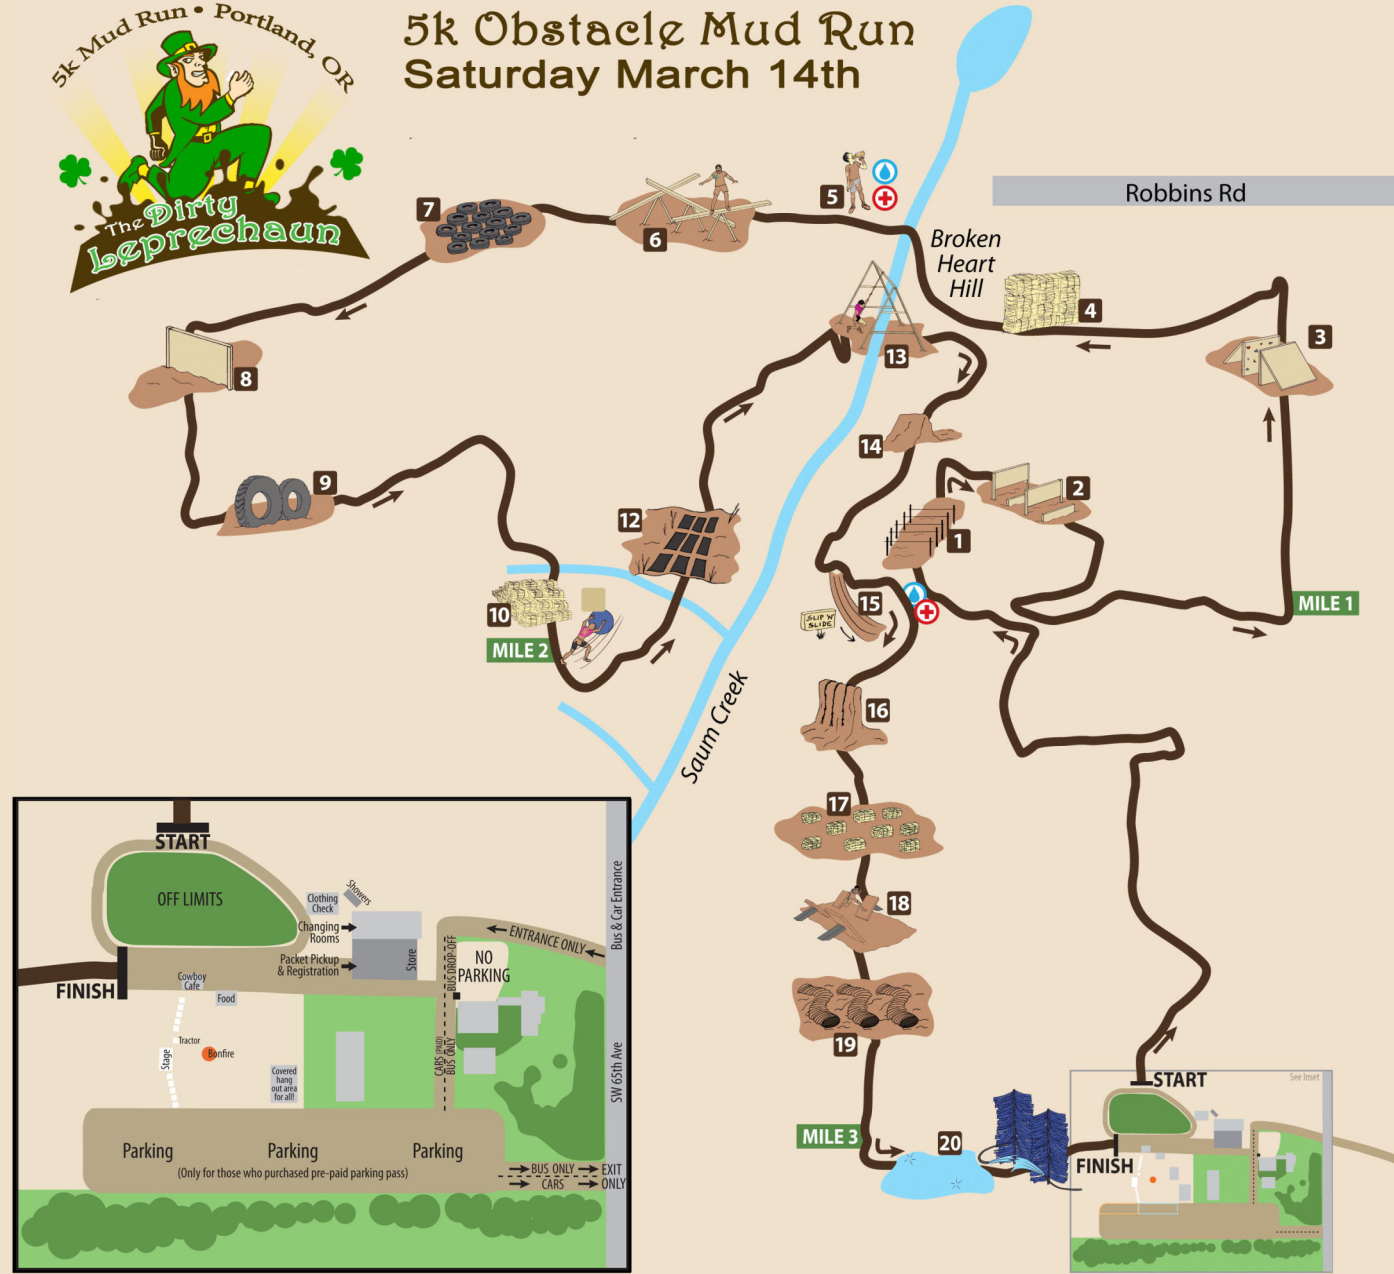 5k Mud Run • Portland, OR
The Dirty
Leprechaun
5k Obstacle Mud Run
Saturday March 14th
Robbins Rd
Broken
Heart
Hill
5
7
6
4
3
8
13
14
9
2
12
1
10
15
SLIP 'N'
SLIDE
MILE 1
MILE 2
Saum Creek
16
17
18
19
MILE 3
20
START
FINISH
See Inset
START
OFF LIMITS
Showers
Clothing
Check
Changing
Rooms
Packet Pickup
& Registration
Store
FINISH
Cowboy
Cafe
Food
Tractor
Stage
Bonfire
Covered
hang
out area
for all!
BUS DROP-OFF
BUS ONLY
CARS (PAID)
NO
PARKING
ENTRANCE ONLY
Bus & Car Entrance
SW 65th Ave
Parking
Parking
Parking
(Only for those who purchased pre-paid parking pass)
BUS ONLY
EXIT
CARS
ONLY